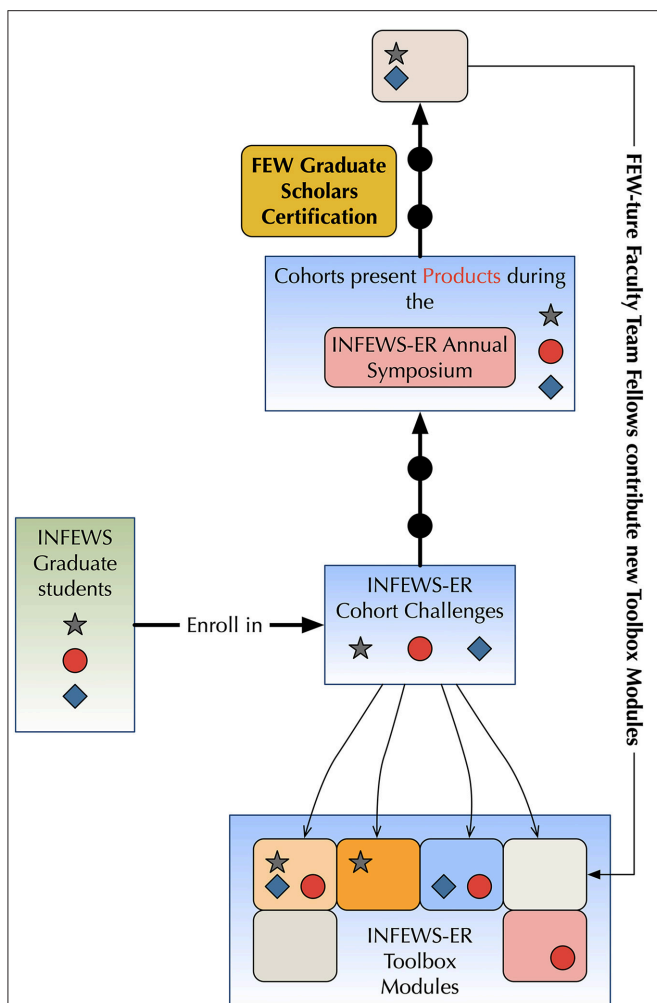 FEW Graduate
Scholars
Certification
Cohorts present Products during
the
INFEWS-ER Annual
Symposium
FEW-ture Faculty Team Fellows contribute new Toolbox Modules
INFEWS
Graduate
students
Enroll in
INFEWS-ER
Cohort Challenges
INFEWS-ER
Toolbox
Modules